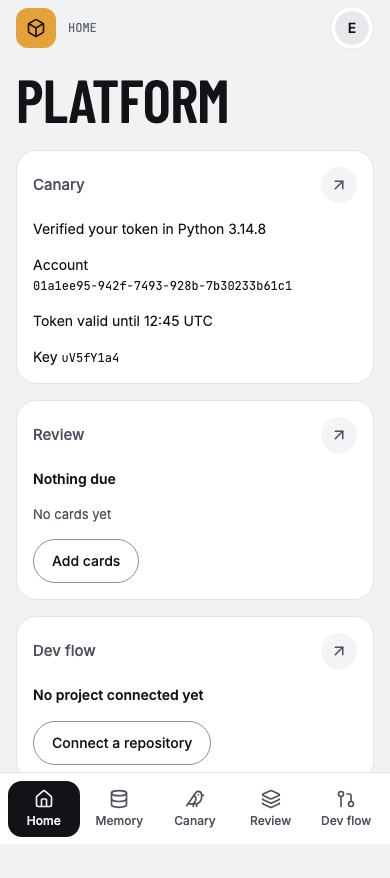 HOME
E
PLATFORM
Canary
Verified your token in Python 3.14.8
Account
01a1ee95-942f-7493-928b-7b30233b61c1
Token valid until 12:45 UTC
Key uV5fY1a4
Review
Nothing due
No cards yet
Add cards
Dev flow
No project connected yet
Connect a repository
Home
Memory
Canary
Review
Dev flow